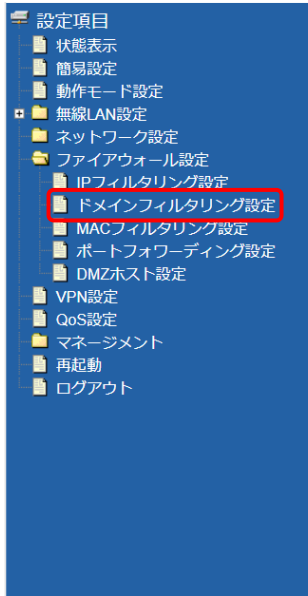 設定項目
状態表示
簡易設定
動作モード設定
無線LAN設定
ネットワーク設定
ファイアウォール設定
IPフィルタリング設定
ドメインフィルタリング設定
MACフィルタリング設定
ポートフォワーディング設定
DMZホスト設定
VPN設定
QoS設定
マネージメント
再起動
ログアウト